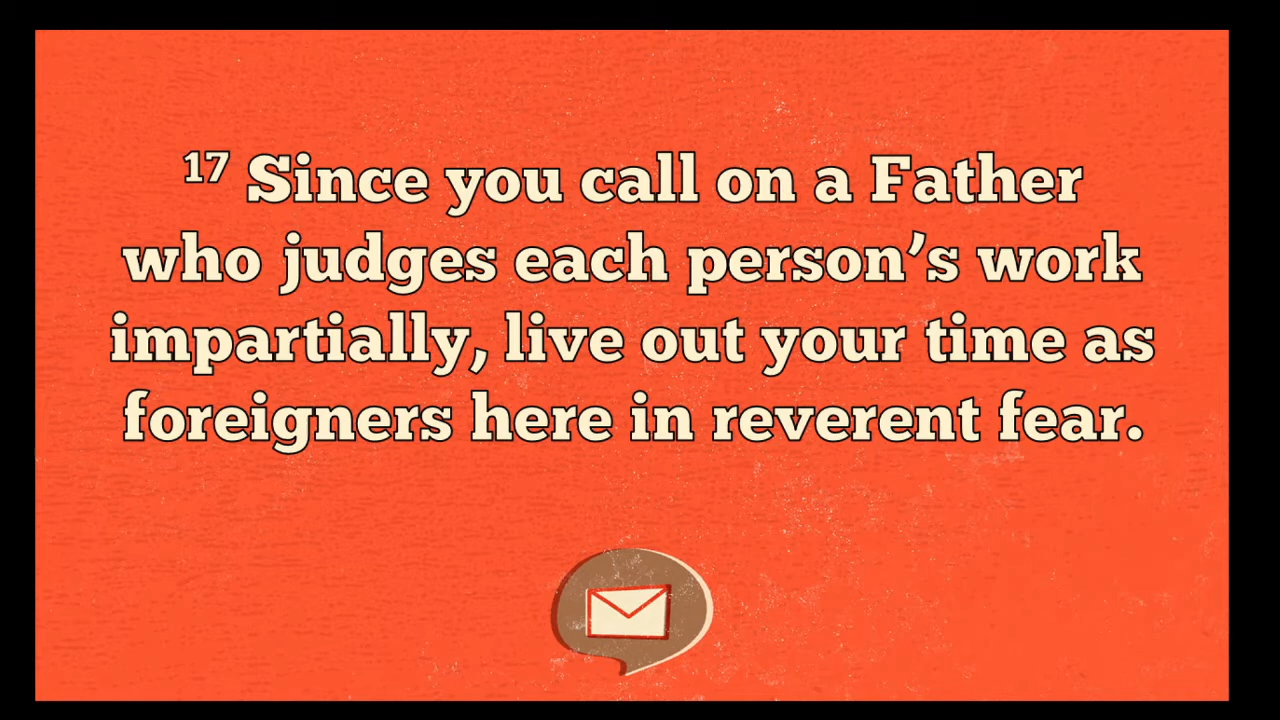 ¹⁷ Since you call on a Father
who judges each person’s work
impartially, live out your time as
foreigners here in reverent fear.